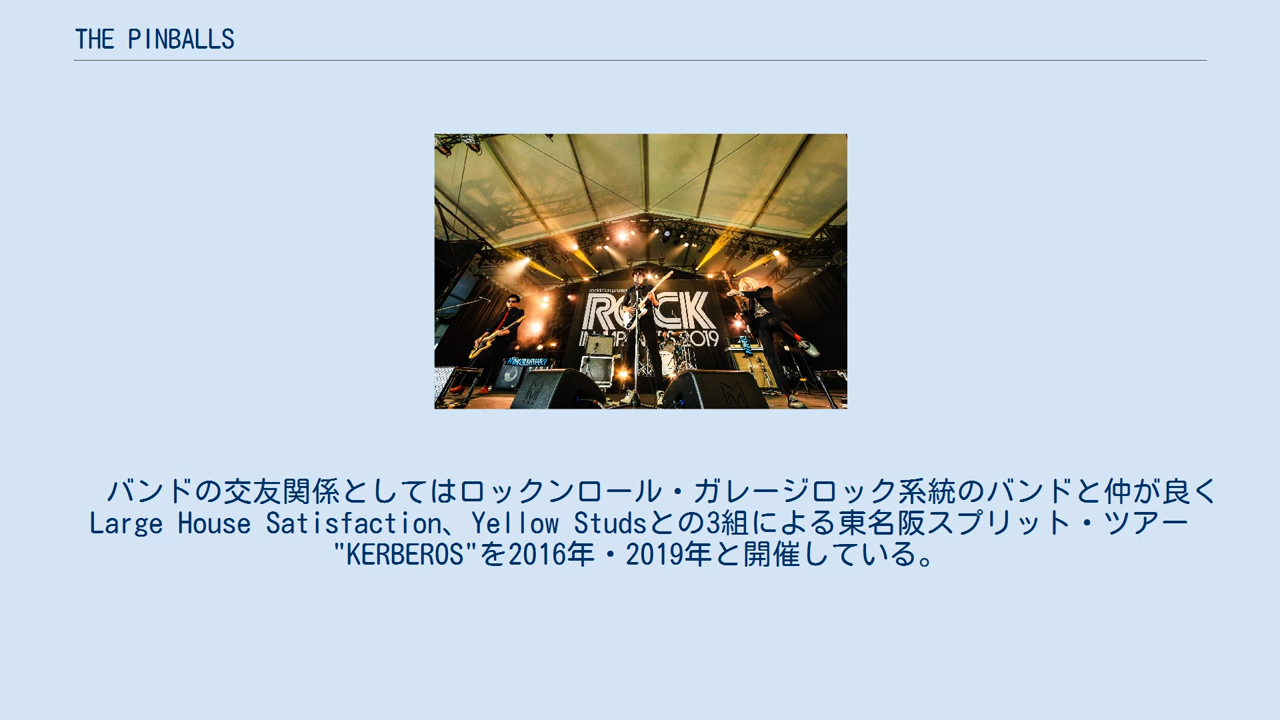 THE PINBALLS
ROCK
2019
バンドの交友関係としてはロックンロール・ガレージロック系統のバンドと仲が良く
Large House Satisfaction、Yellow Studsとの3組による東名阪スプリット・ツアー
"KERBEROS"を2016年・2019年と開催している。